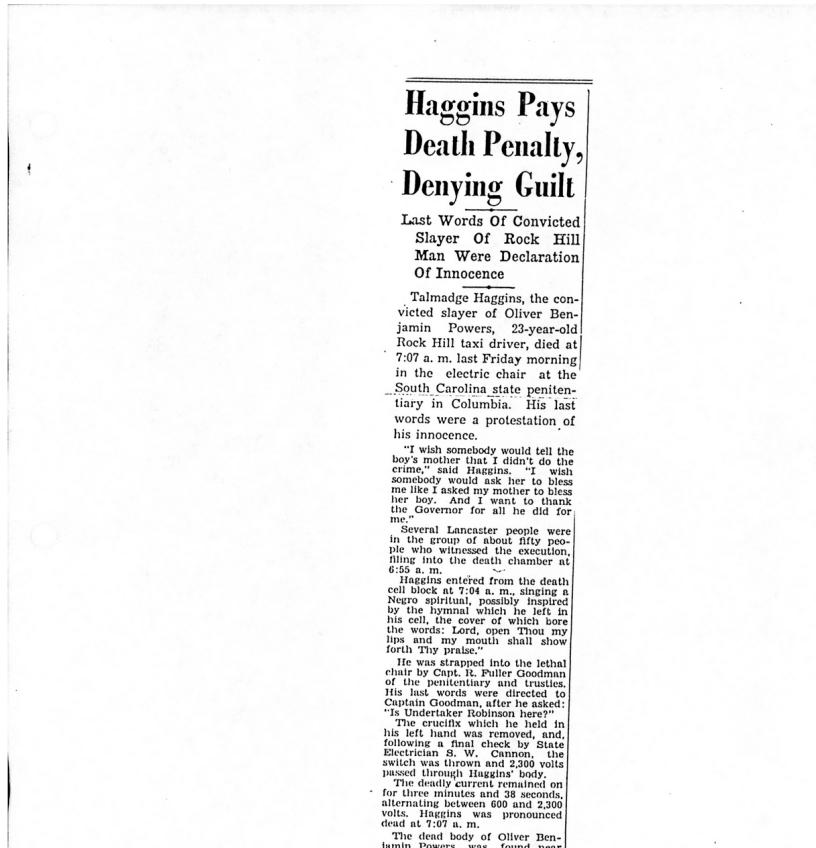 Haggins Pays
Death Penalty,
Denying Guilt
Last Words Of Convicted
Slayer Of Rock Hill
Man Were Declaration
Of Innocence
Talmadge Haggins, the con-
victed slayer of Oliver Ben-
jamin Powers, 23-year-old
Rock Hill taxi driver, died at
7:07 a. m. last Friday morning
in the electric chair at the
South Carolina state peniten-
tiary in Columbia. His last
words were a protestation of
his innocence.
"I wish somebody would tell the
boy's mother that I didn't do the
crime," said Haggins. "I wish
somebody would ask her to bless
me like I asked my mother to bless
her boy. And I want to thank
the Governor for all he did for
me."
Several Lancaster people were
in the group of about fifty peo-
ple who witnessed the execution,
filing into the death chamber at
6:55 a. m.
Haggins entered from the death
cell block at 7:04 a. m., singing a
Negro spiritual, possibly inspired
by the hymnal which he left in
his cell, the cover of which bore
the words: Lord, open Thou my
lips and my mouth shall show
forth Thy praise."
He was strapped into the lethal
chair by Capt. R. Fuller Goodman
of the penitentiary and trusties.
His last words were directed to
Captain Goodman, after he asked:
"Is Undertaker Robinson here?"
The crucifix which he held in
his left hand was removed, and,
following a final check by State
Electrician S. W. Cannon, the
switch was thrown and 2,300 volts
passed through Haggins' body.
The deadly current remained on
for three minutes and 38 seconds,
alternating between 600 and 2,300
volts. Haggins was pronounced
dead at 7:07 a. m.
The dead body of Oliver Ben-
jamin Powers was found near